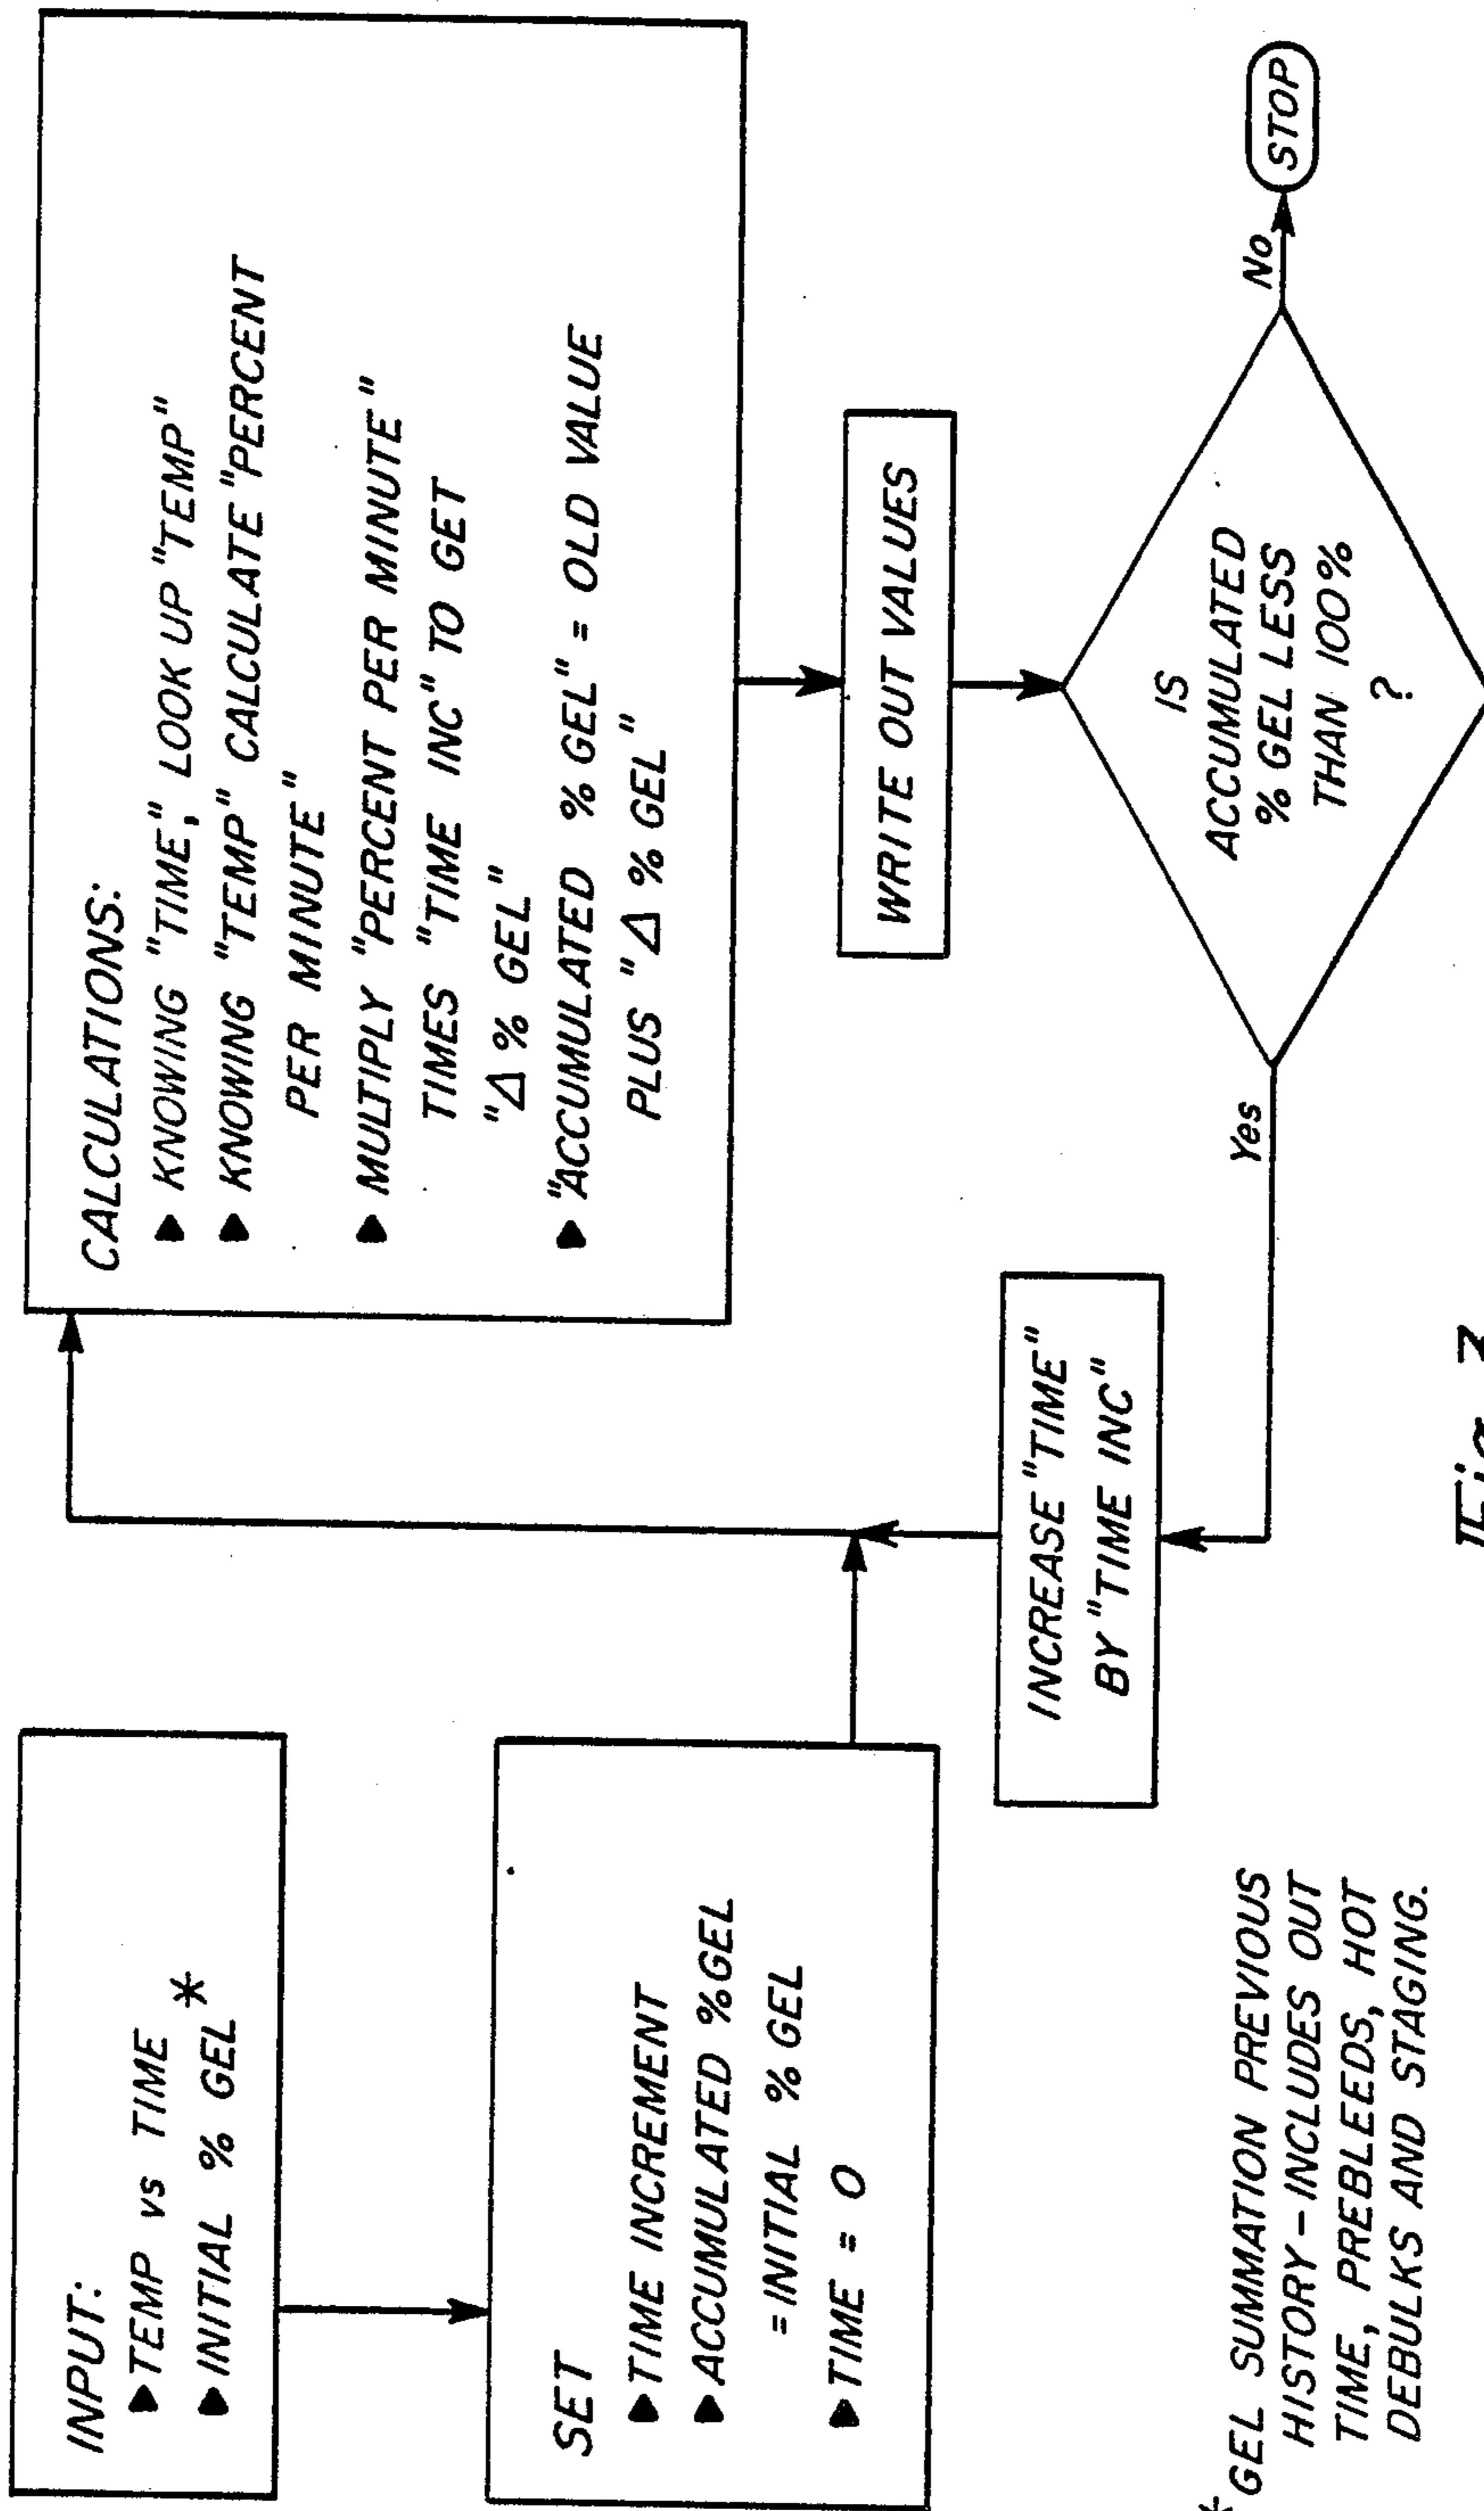 INPUT:
▶ TEMP vs TIME
▶ INITIAL % GEL *
SET
▶ TIME INCREMENT
▶ ACCUMULATED % GEL
= INITIAL % GEL
▶ TIME = 0
* GEL SUMMATION PREVIOUS
HISTORY-INCLUDES OUT
TIME, PREBLEEDS, HOT
DEBULKS AND STAGING.
INCREASE "TIME"
BY "TIME INC"
CALCULATIONS:
▶ KNOWING "TIME", LOOK UP "TEMP"
▶ KNOWING "TEMP" CALCULATE "PERCENT
PER MINUTE"
▶ MULTIPLY "PERCENT PER MINUTE"
TIMES "TIME INC" TO GET
"Δ % GEL"
▶ "ACCUMULATED % GEL" = OLD VALUE
PLUS "Δ % GEL"
WRITE OUT VALUES
IS
ACCUMULATED
% GEL LESS
THAN 100%
?
Yes
No
STOP